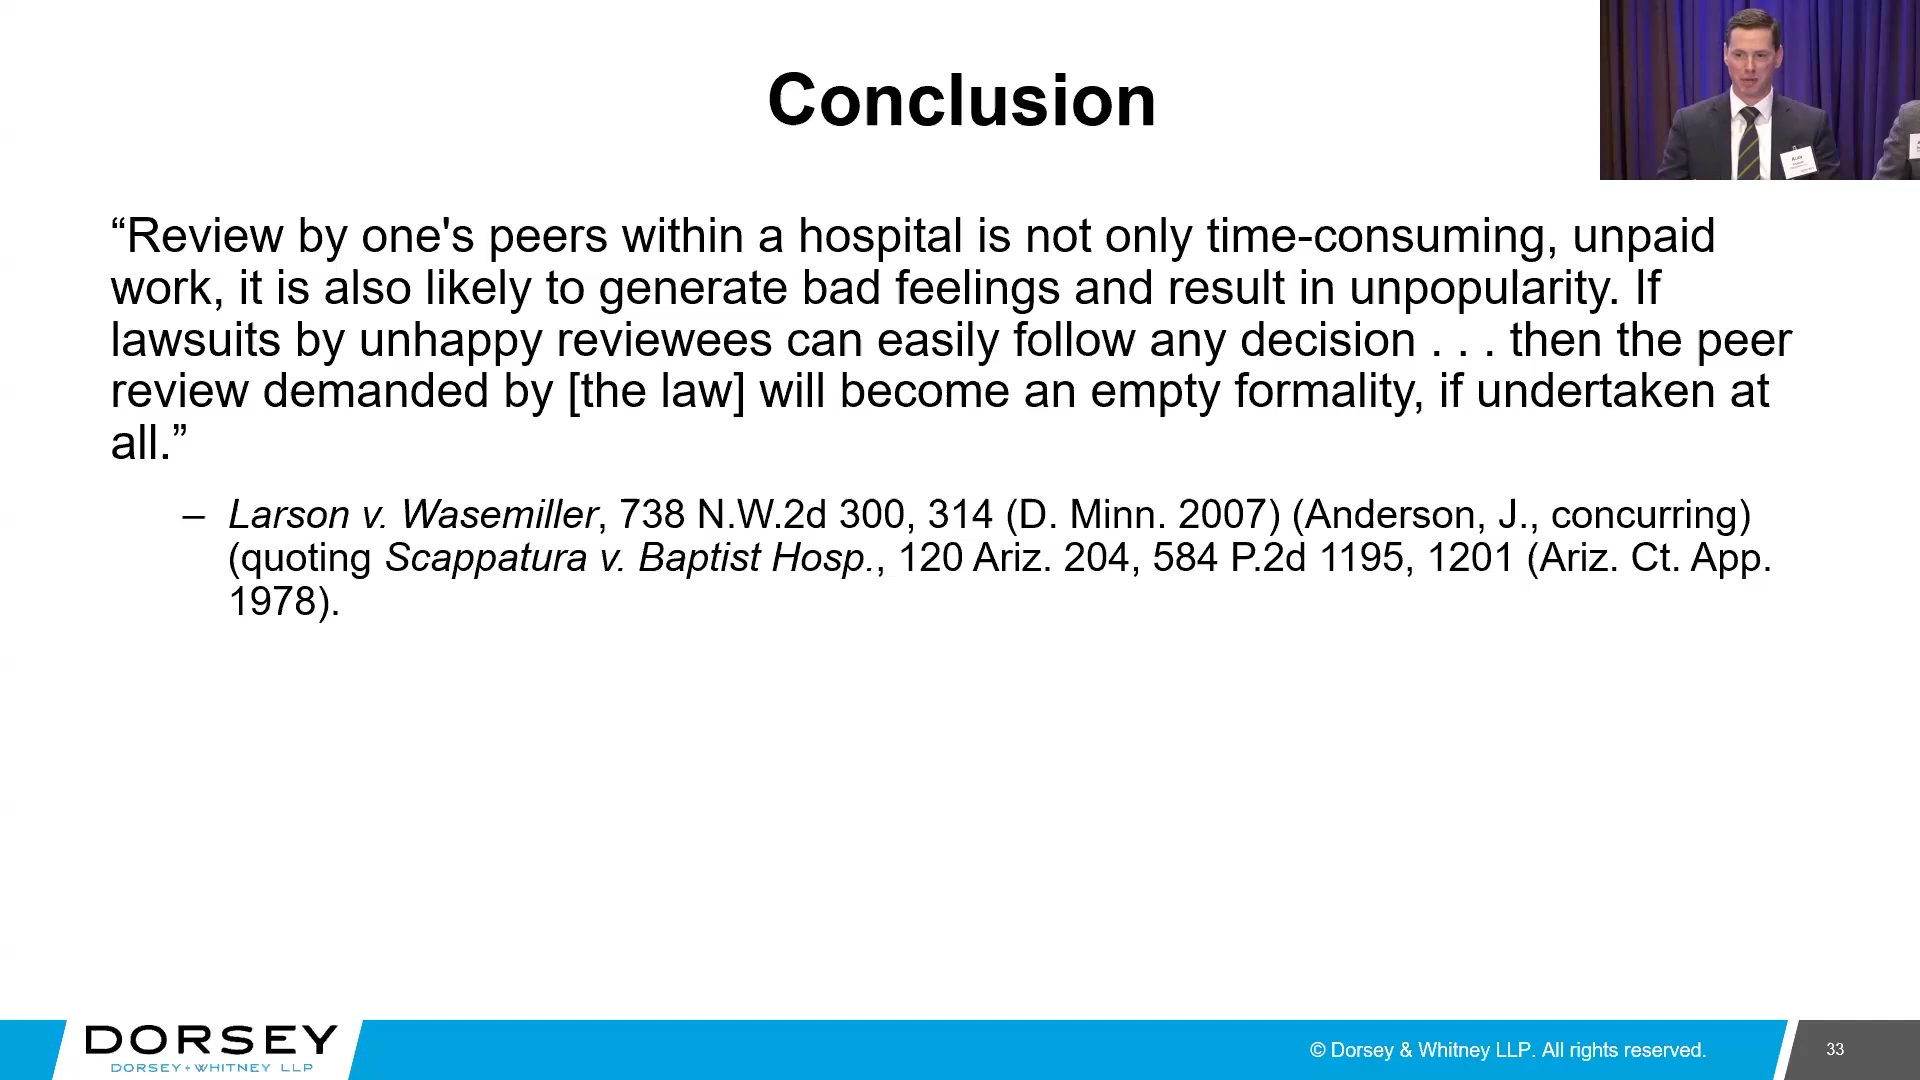 Conclusion
“Review by one's peers within a hospital is not only time-consuming, unpaid
work, it is also likely to generate bad feelings and result in unpopularity. If
lawsuits by unhappy reviewees can easily follow any decision . . . then the peer
review demanded by [the law] will become an empty formality, if undertaken at
all.”
– Larson v. Wasemiller, 738 N.W.2d 300, 314 (D. Minn. 2007) (Anderson, J., concurring)
(quoting Scappatura v. Baptist Hosp., 120 Ariz. 204, 584 P.2d 1195, 1201 (Ariz. Ct. App.
1978).
DORSEY
DORSEY + WHITNEY LLP
© Dorsey & Whitney LLP. All rights reserved.
33